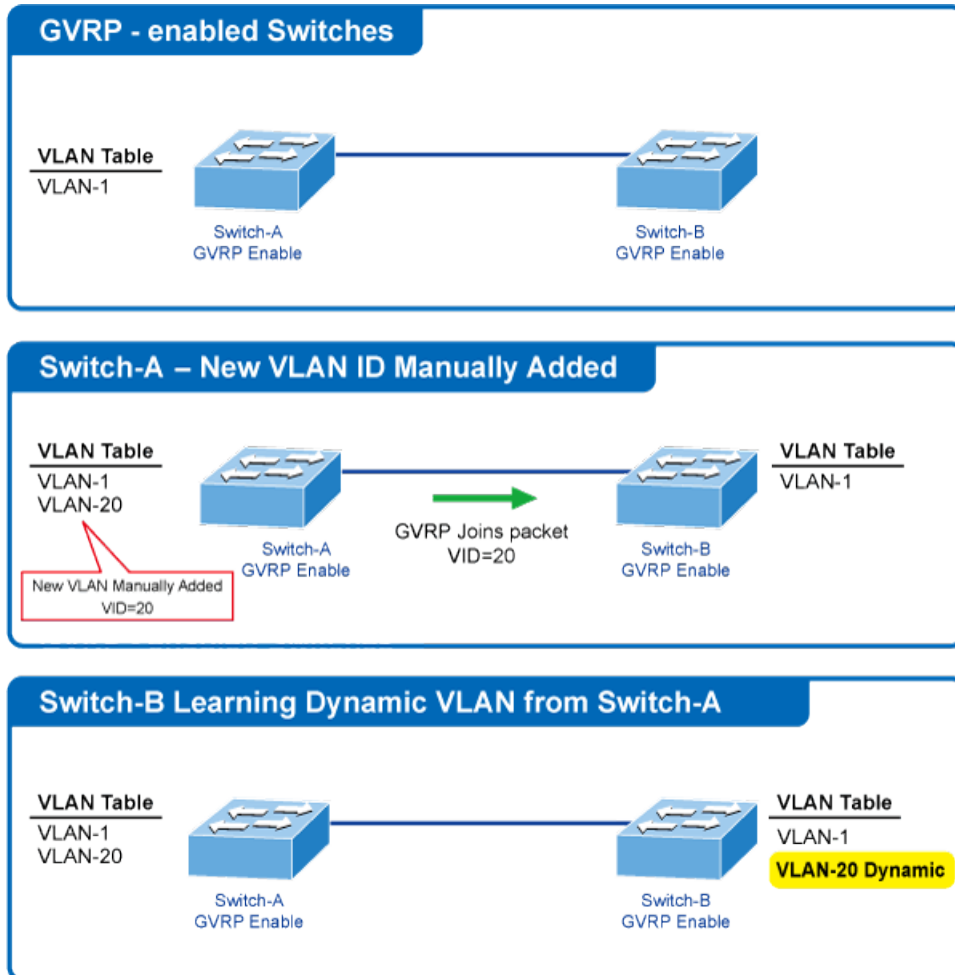 GVRP - enabled Switches
VLAN Table
VLAN-1
Switch-A
GVRP Enable
Switch-B
GVRP Enable
Switch-A – New VLAN ID Manually Added
VLAN Table
VLAN-1
VLAN-20
New VLAN Manually Added
VID=20
Switch-A
GVRP Enable
GVRP Joins packet
VID=20
Switch-B
GVRP Enable
VLAN Table
VLAN-1
Switch-B Learning Dynamic VLAN from Switch-A
VLAN Table
VLAN-1
VLAN-20
Switch-A
GVRP Enable
Switch-B
GVRP Enable
VLAN Table
VLAN-1
VLAN-20 Dynamic